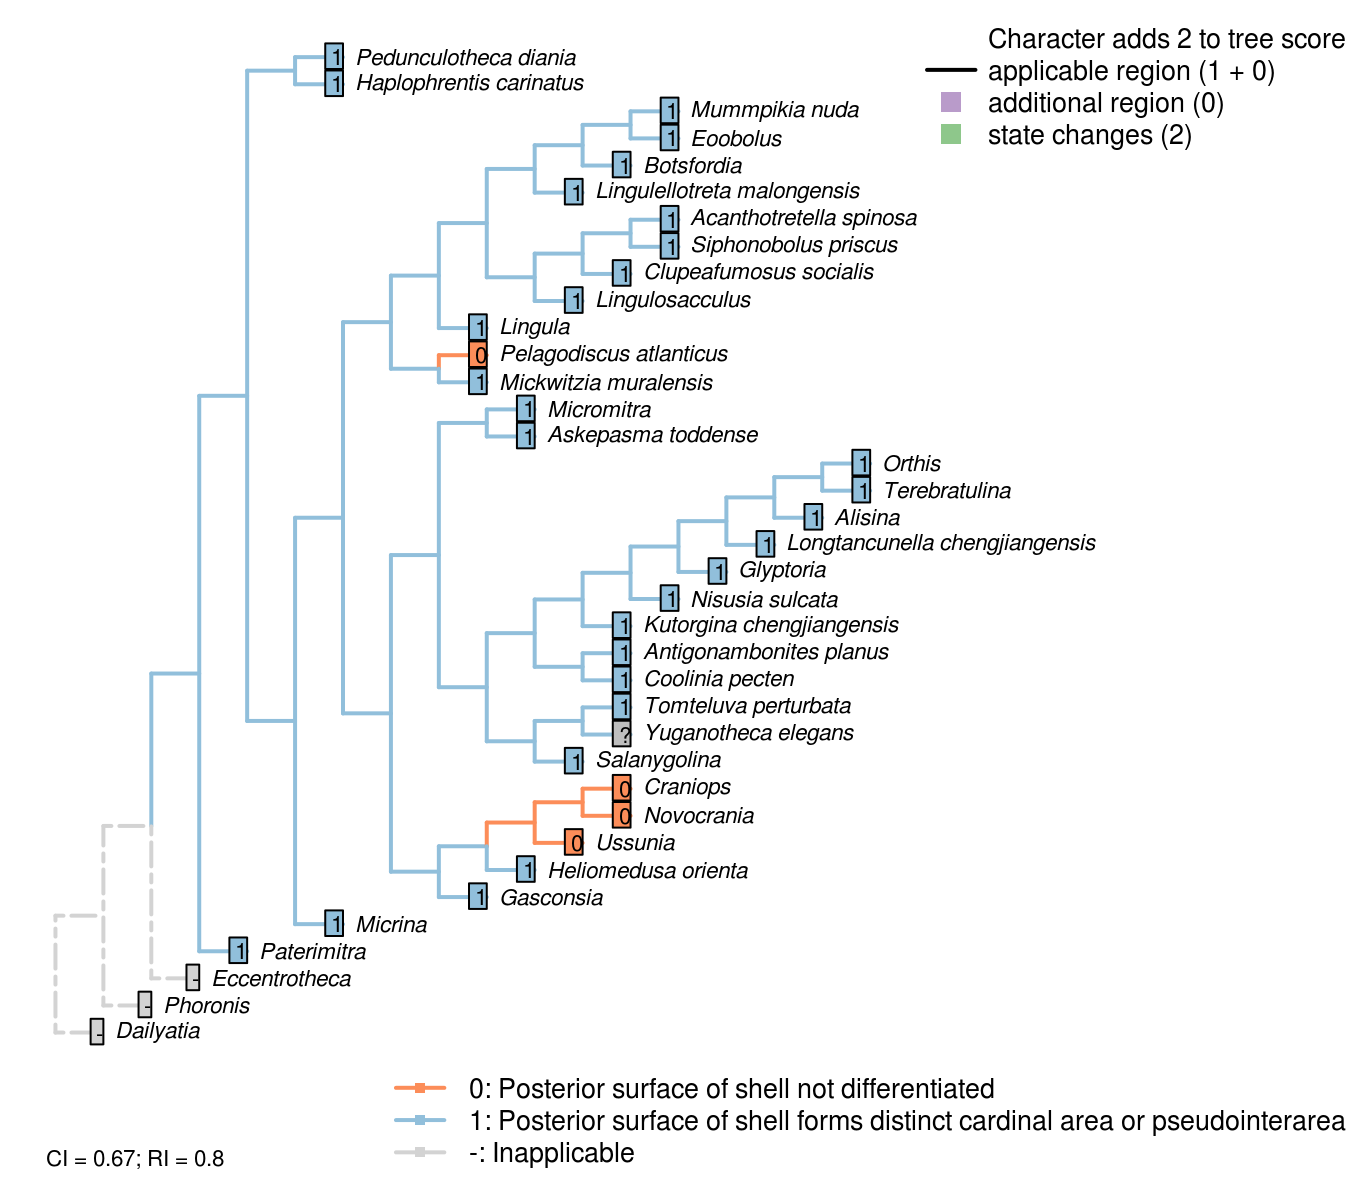 Character adds 2 to tree score
applicable region (1 + 0)
additional region (0)
state changes (2)
1 Pedunculotheca diania
1 Haplophrentis carinatus
1 Mummpikia nuda
1 Eoobolus
1 Botsfordia
1 Lingulellotreta malongensis
1 Acanthotretella spinosa
1 Siphonobolus priscus
1 Clupeafumosus socialis
1 Lingulosacculus
1 Lingula
0 Pelagodiscus atlanticus
1 Mickwitzia muralensis
1 Micromitra
1 Askepasma toddense
1 Orthis
1 Terebratulina
1 Alisina
1 Longtancunella chengjiangensis
1 Glyptoria
1 Nisusia sulcata
1 Kutorgina chengjiangensis
1 Antigonambonites planus
1 Coolinia pecten
1 Tomteluva perturbata
? Yuganotheca elegans
1 Salanygolina
0 Craniops
0 Novocrania
0 Ussunia
1 Heliomedusa orienta
1 Gasconsia
1 Micrina
1 Paterimitra
- Eccentrotheca
- Phoronis
- Dailyatia
0: Posterior surface of shell not differentiated
1: Posterior surface of shell forms distinct cardinal area or pseudointerarea
-: Inapplicable
CI = 0.67; RI = 0.8